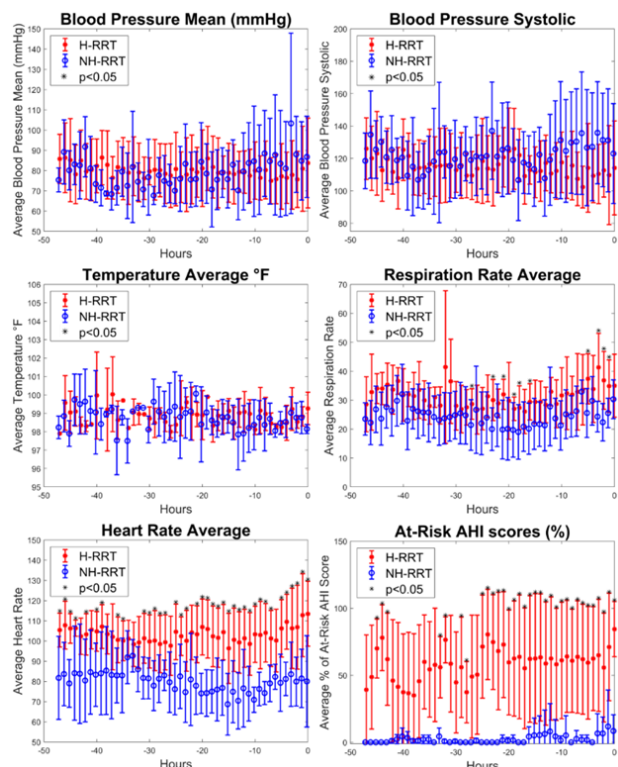 Blood Pressure Mean (mmHg)
Average Blood Pressure Mean (mmHg)
150
140
130
120
110
100
90
80
70
60
50
H-RRT
NH-RRT
* p<0.05
-50 -40 -30 -20 -10 0
Hours
Blood Pressure Systolic
Average Blood Pressure Systolic
200
180
160
140
120
100
80
H-RRT
NH-RRT
* p<0.05
-50 -40 -30 -20 -10 0
Hours
Temperature Average °F
Average Temperature °F
106
105
104
103
102
101
100
99
98
97
96
95
H-RRT
NH-RRT
* p<0.05
-50 -40 -30 -20 -10 0
Hours
Respiration Rate Average
Average Respiration Rate
70
60
50
40
30
20
10
0
H-RRT
NH-RRT
* p<0.05
-50 -40 -30 -20 -10 0
Hours
Heart Rate Average
Average Heart Rate
150
140
130
120
110
100
90
80
70
60
50
H-RRT
NH-RRT
* p<0.05
-50 -40 -30 -20 -10 0
Hours
At-Risk AHI scores (%)
Average % of At-Risk AHI Score
150
100
50
0
H-RRT
NH-RRT
* p<0.05
-50 -40 -30 -20 -10 0
Hours